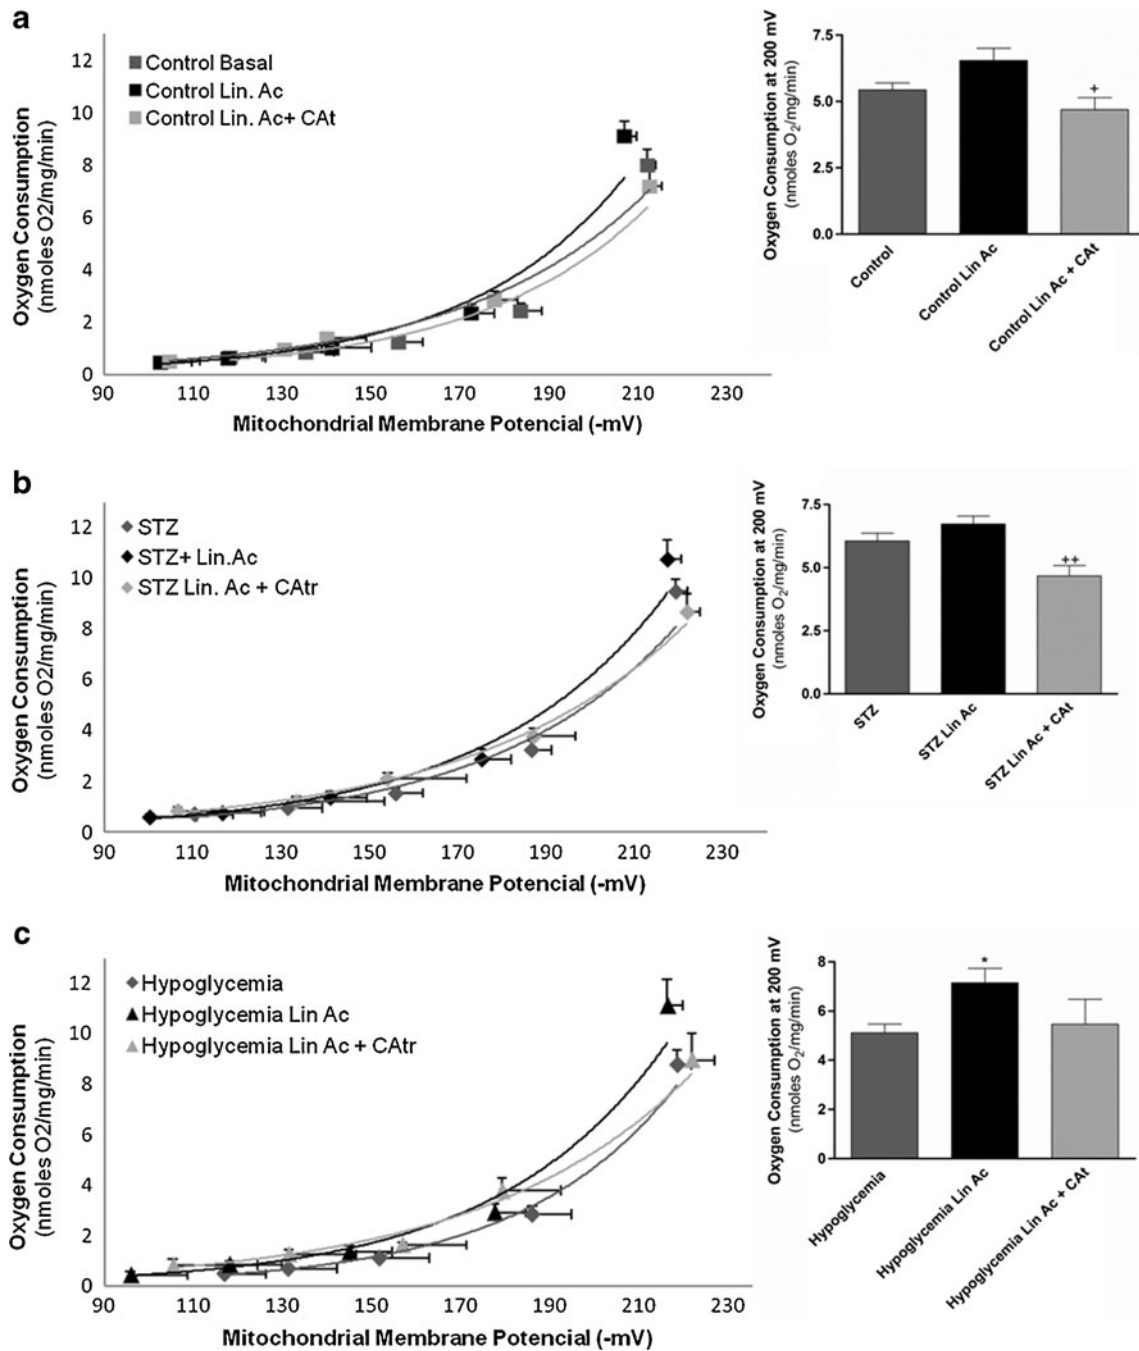 a
Oxygen Consumption
(nmoles O2/mg/min)
12
10
8
6
4
2
0
Control Basal
Control Lin. Ac
Control Lin. Ac+ CAt
90 110 130 150 170 190 210 230
Mitochondrial Membrane Potencial (-mV)
Oxygen Consumption at 200 mV
(nmoles O₂/mg/min)
7.5
5.0
2.5
0.0
+
Control
Control Lin Ac
Control Lin Ac + CAt
b
Oxygen Consumption
(nmoles O2/mg/min)
12
10
8
6
4
2
0
STZ
STZ+ Lin.Ac
STZ Lin. Ac + CAtr
90 110 130 150 170 190 210 230
Mitochondrial Membrane Potencial (-mV)
Oxygen Consumption at 200 mV
(nmoles O₂/mg/min)
7.5
5.0
2.5
0.0
++
STZ
STZ Lin Ac
STZ Lin Ac + CAt
c
Oxygen Consumption
(nmoles O2/mg/min)
12
10
8
6
4
2
0
Hypoglycemia
Hypoglycemia Lin Ac
Hypoglycemia Lin Ac + CAtr
90 110 130 150 170 190 210 230
Mitochondrial Membrane Potencial (-mV)
Oxygen Consumption at 200 mV
(nmoles O₂/mg/min)
8
6
4
2
0
*
Hypoglycemia
Hypoglycemia Lin Ac
Hypoglycemia Lin Ac + CAt